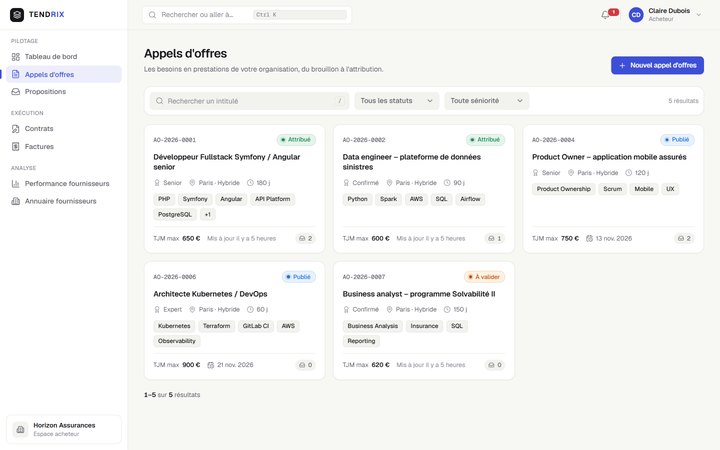 TENDRIX
Rechercher ou aller à...
Ctrl K
1
CD
Claire Dubois
Acheteur
PILOTAGE
Tableau de bord
Appels d'offres
Propositions
EXÉCUTION
Contrats
Factures
ANALYSE
Performance fournisseurs
Annuaire fournisseurs
Horizon Assurances
Espace acheteur
Appels d'offres
Les besoins en prestations de votre organisation, du brouillon à l'attribution.
Nouvel appel d'offres
Rechercher un intitulé
/
Tous les statuts
Toute séniorité
5 résultats
AO-2026-0001
Attribué
Développeur Fullstack Symfony / Angular
senior
Senior Paris · Hybride 180 j
PHP Symfony Angular API Platform
PostgreSQL +1
TJM max 650 € Mis à jour il y a 5 heures 2
AO-2026-0002
Attribué
Data engineer – plateforme de données
sinistres
Confirmé Paris · Hybride 90 j
Python Spark AWS SQL Airflow
TJM max 600 € Mis à jour il y a 5 heures 1
AO-2026-0004
Publié
Product Owner – application mobile assurés
Senior Paris · Hybride 120 j
Product Ownership Scrum Mobile UX
TJM max 750 € 13 nov. 2026 2
AO-2026-0006
Publié
Architecte Kubernetes / DevOps
Expert Paris · Hybride 60 j
Kubernetes Terraform GitLab CI AWS
Observability
TJM max 900 € 21 nov. 2026 0
AO-2026-0007
À valider
Business analyst – programme Solvabilité II
Confirmé Paris · Hybride 150 j
Business Analysis Insurance SQL
Reporting
TJM max 620 € Mis à jour il y a 5 heures 0
1–5 sur 5 résultats